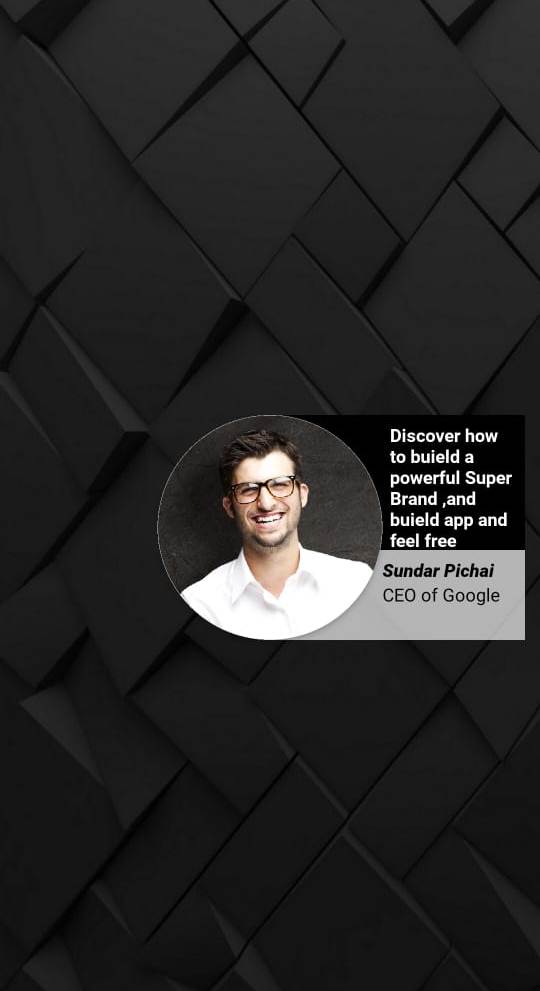 Discover how
to buield a
powerful Super
Brand ,and
buield app and
feel free
Sundar Pichai
CEO of Google